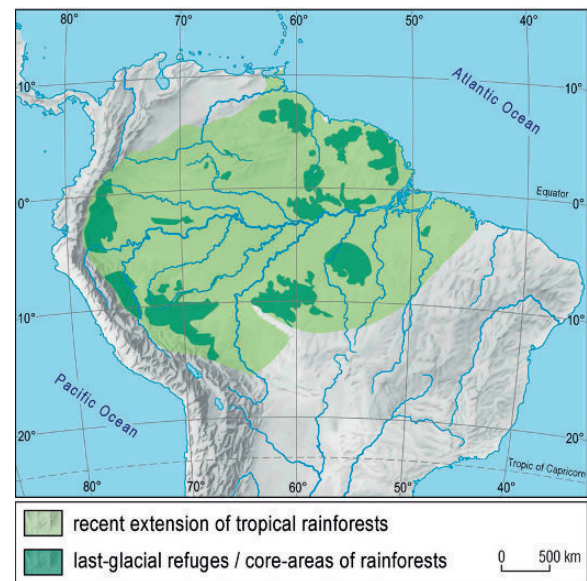 80° 70° 60° 50°
10° 10°
Atlantic Ocean
Equator
0° 0°
10° 10°
Pacific Ocean
20° 20°
Tropic of Capricorn
80° 70° 60° 50° 40°
recent extension of tropical rainforests
last-glacial refuges / core-areas of rainforests
0 500 km